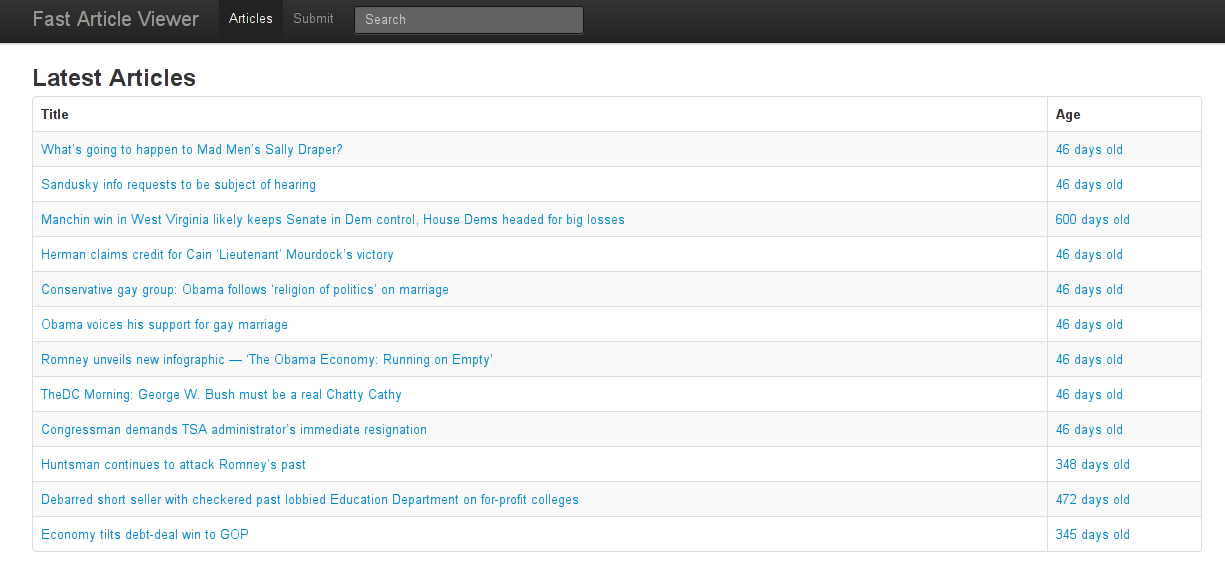 Fast Article Viewer Articles Submit Search
Latest Articles
Title Age
What's going to happen to Mad Men's Sally Draper? 46 days old
Sandusky info requests to be subject of hearing 46 days old
Manchin win in West Virginia likely keeps Senate in Dem control, House Dems headed for big losses 600 days old
Herman claims credit for Cain ‘Lieutenant’ Mourdock’s victory 46 days old
Conservative gay group: Obama follows ‘religion of politics’ on marriage 46 days old
Obama voices his support for gay marriage 46 days old
Romney unveils new infographic — ‘The Obama Economy: Running on Empty’ 46 days old
TheDC Morning: George W. Bush must be a real Chatty Cathy 46 days old
Congressman demands TSA administrator’s immediate resignation 46 days old
Huntsman continues to attack Romney’s past 348 days old
Debarred short seller with checkered past lobbied Education Department on for-profit colleges 472 days old
Economy tilts debt-deal win to GOP 345 days old